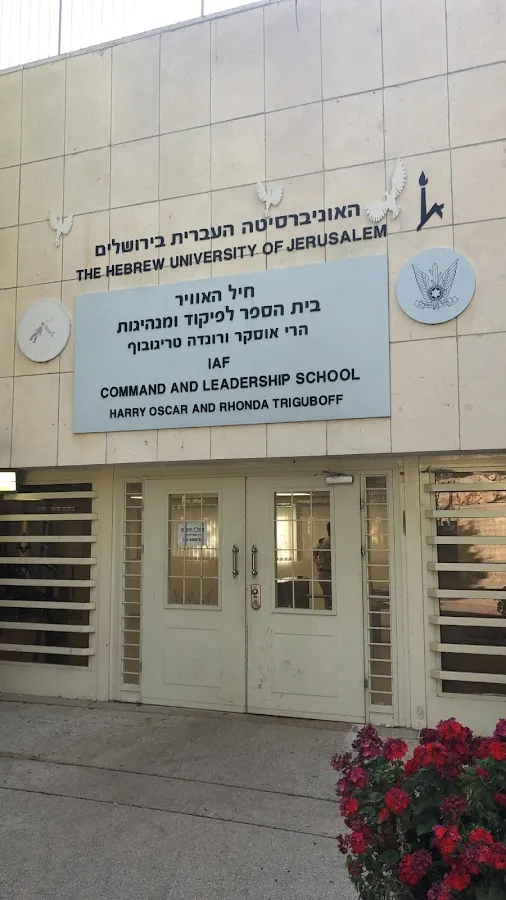 האוניברסיטה העברית בירושלים
THE HEBREW UNIVERSITY OF JERUSALEM
חיל האוויר
בית הספר לפיקוד ומנהיגות
הרי אוסקר ורונדה טריגובוף
IAF
COMMAND AND LEADERSHIP SCHOOL
HARRY OSCAR AND RHONDA TRIGUBOFF